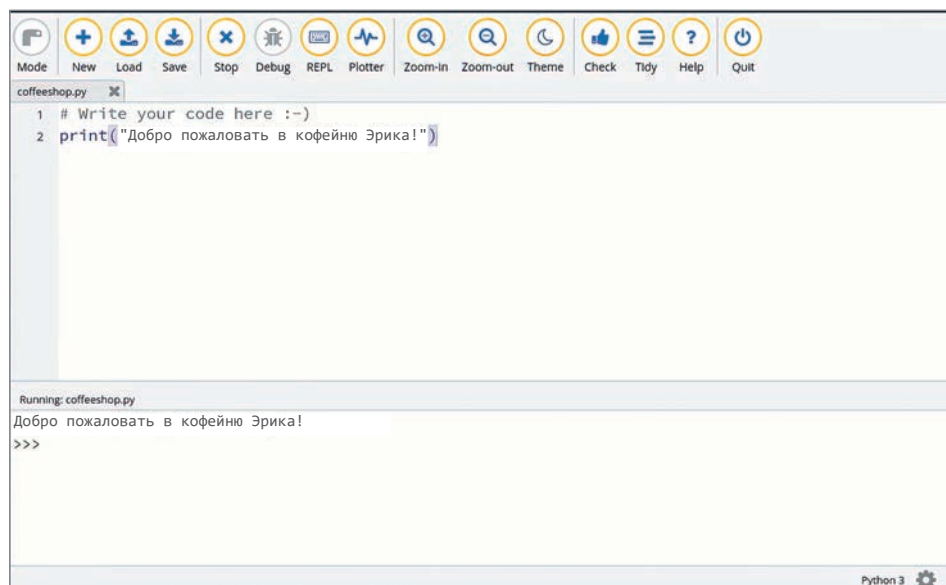 Mode New Load Save Stop Debug REPL Plotter Zoom-in Zoom-out Theme Check Tidy Help Quit
coffeeshop.py
1 # Write your code here :-)
2 print("Добро пожаловать в кофейню Эрика!")
Running: coffeeshop.py
Добро пожаловать в кофейню Эрика!
>>>
Python 3